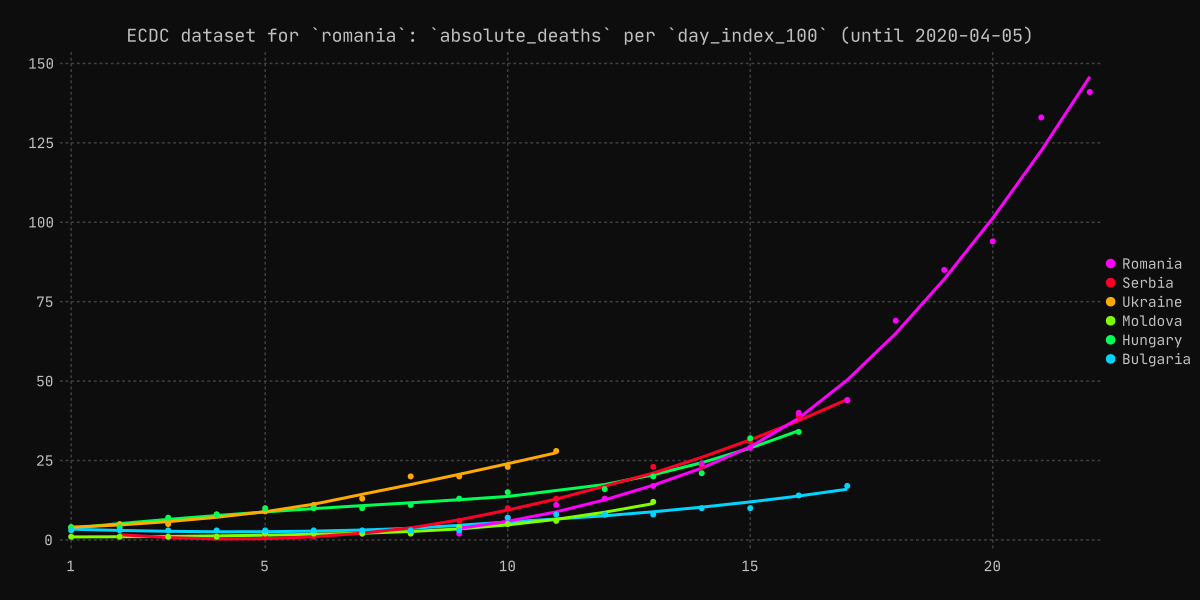 ECDC dataset for `romania`: `absolute_deaths` per `day_index_100` (until 2020-04-05)
150
125
100
75
50
25
0
1 5 10 15 20
Romania
Serbia
Ukraine
Moldova
Hungary
Bulgaria